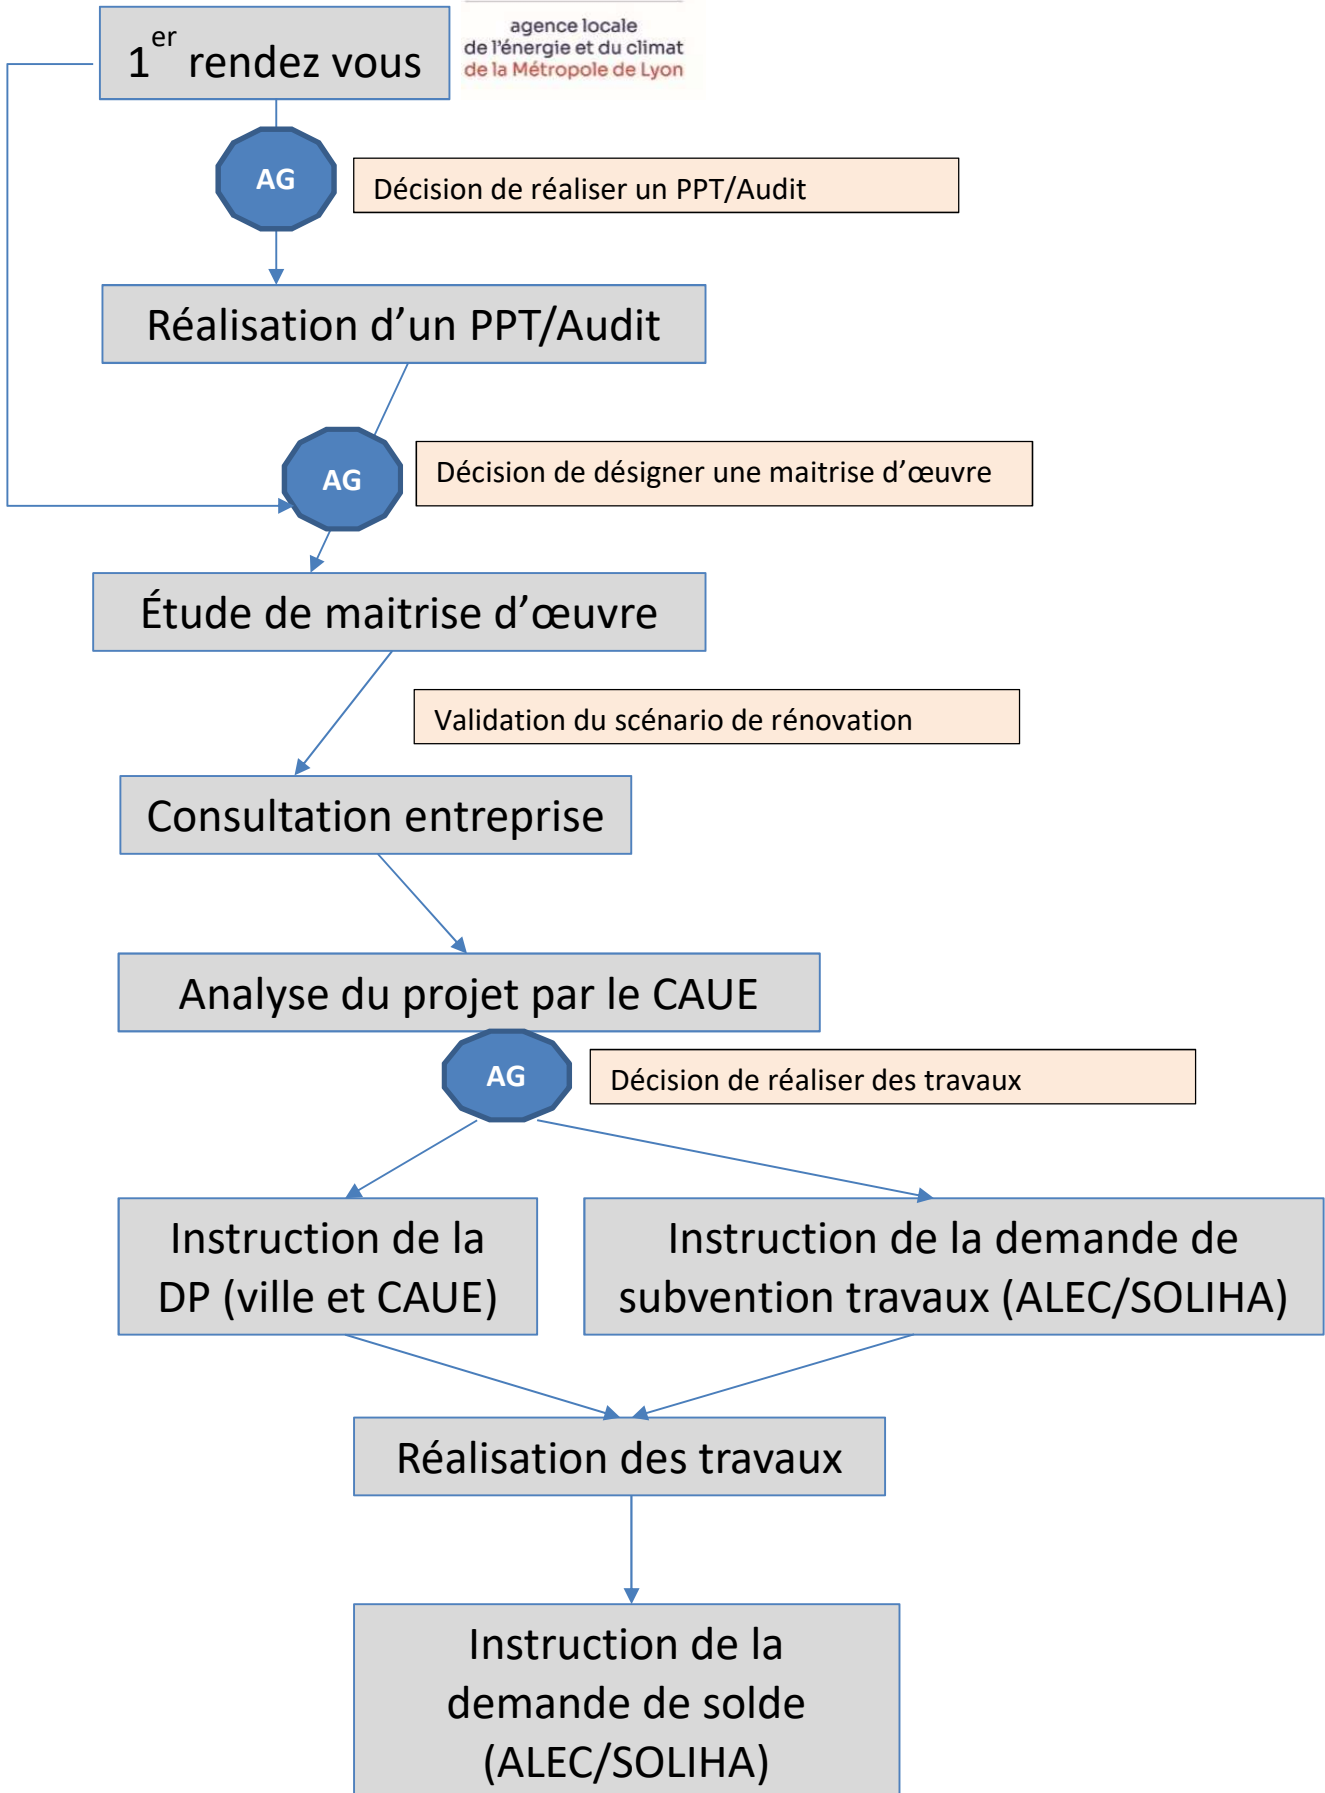 1er rendez vous
agence locale
de l'énergie et du climat
de la Métropole de Lyon
AG
Décision de réaliser un PPT/Audit
Réalisation d'un PPT/Audit
AG
Décision de désigner une maitrise d'œuvre
Étude de maitrise d'œuvre
Validation du scénario de rénovation
Consultation entreprise
Analyse du projet par le CAUE
AG
Décision de réaliser des travaux
Instruction de la
DP (ville et CAUE)
Instruction de la demande de
subvention travaux (ALEC/SOLIHA)
Réalisation des travaux
Instruction de la
demande de solde
(ALEC/SOLIHA)